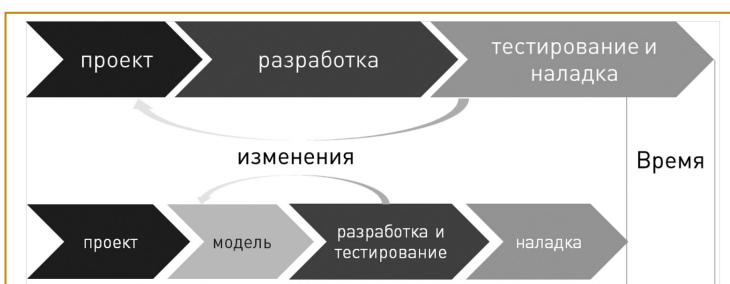 проект
разработка
тестирование и
наладка
изменения
Время
проект
модель
разработка и
тестирование
наладка